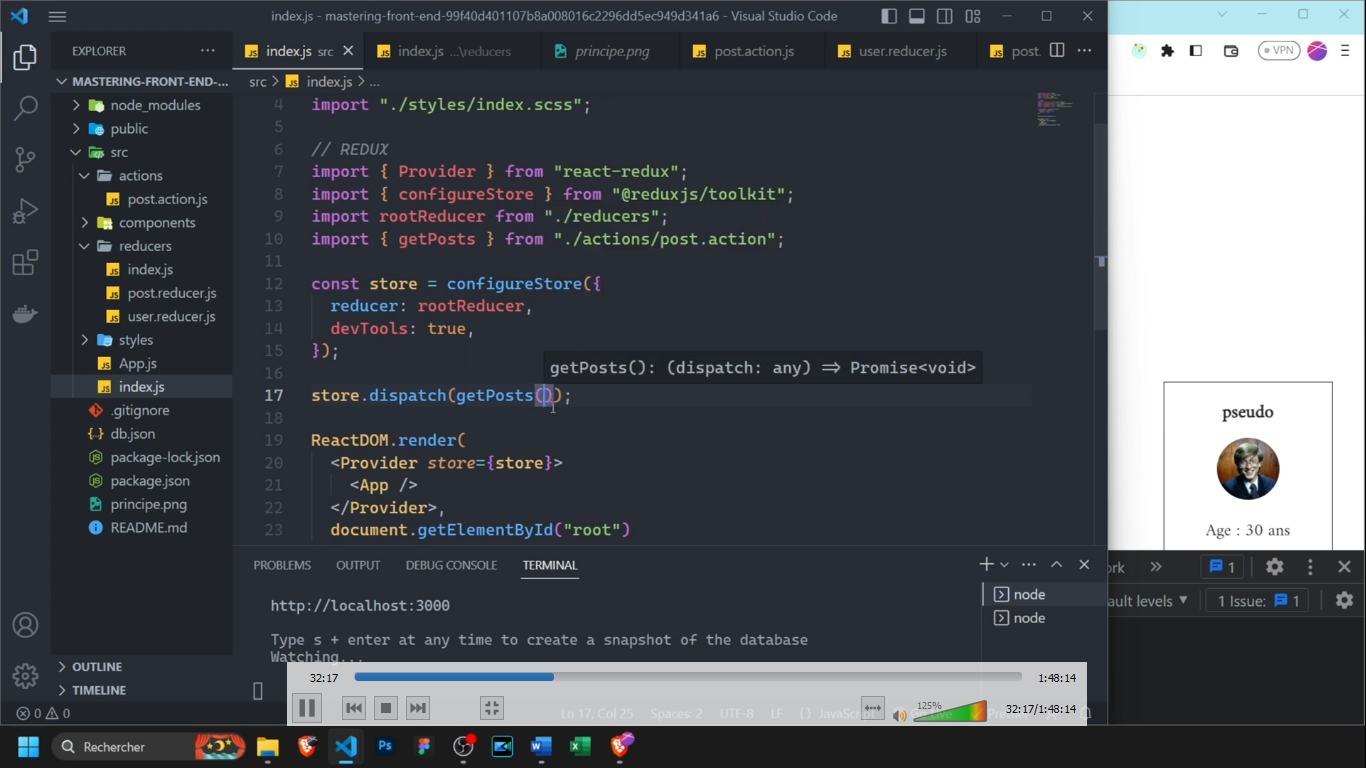 index.js - mastering-front-end-99f40d401107b8a008016c2296dd5ec949d341a6 - Visual Studio Code
EXPLORER
index.js src
index.js ...\reducers
principe.png
post.action.js
user.reducer.js
post.
MASTERING-FRONT-END-...
src > index.js > ...
node_modules
public
src
actions
post.action.js
components
reducers
index.js
post.reducer.js
user.reducer.js
styles
App.js
index.js
.gitignore
db.json
package-lock.json
package.json
principe.png
README.md
OUTLINE
TIMELINE
4 import "./styles/index.scss";
5
6 // REDUX
7 import { Provider } from "react-redux";
8 import { configureStore } from "@reduxjs/toolkit";
9 import rootReducer from "./reducers";
10 import { getPosts } from "./actions/post.action";
11
12 const store = configureStore({
13 reducer: rootReducer,
14 devTools: true,
15 });
16
getPosts(): (dispatch: any) => Promise<void>
17 store.dispatch(getPosts());
18
19 ReactDOM.render(
20 <Provider store={store}>
21 <App />
22 </Provider>,
23 document.getElementById("root")
PROBLEMS OUTPUT DEBUG CONSOLE TERMINAL
http://localhost:3000
Type s + enter at any time to create a snapshot of the database
Watching...
node
node
0 0
Ln 17, Col 25 Spaces: 2 UTF-8 LF {} JavaScript
32:17 1:48:14
125%
32:17/1:48:14
VPN
pseudo
Age : 30 ans
ork » 1
ault levels 1 Issue: 1
Rechercher